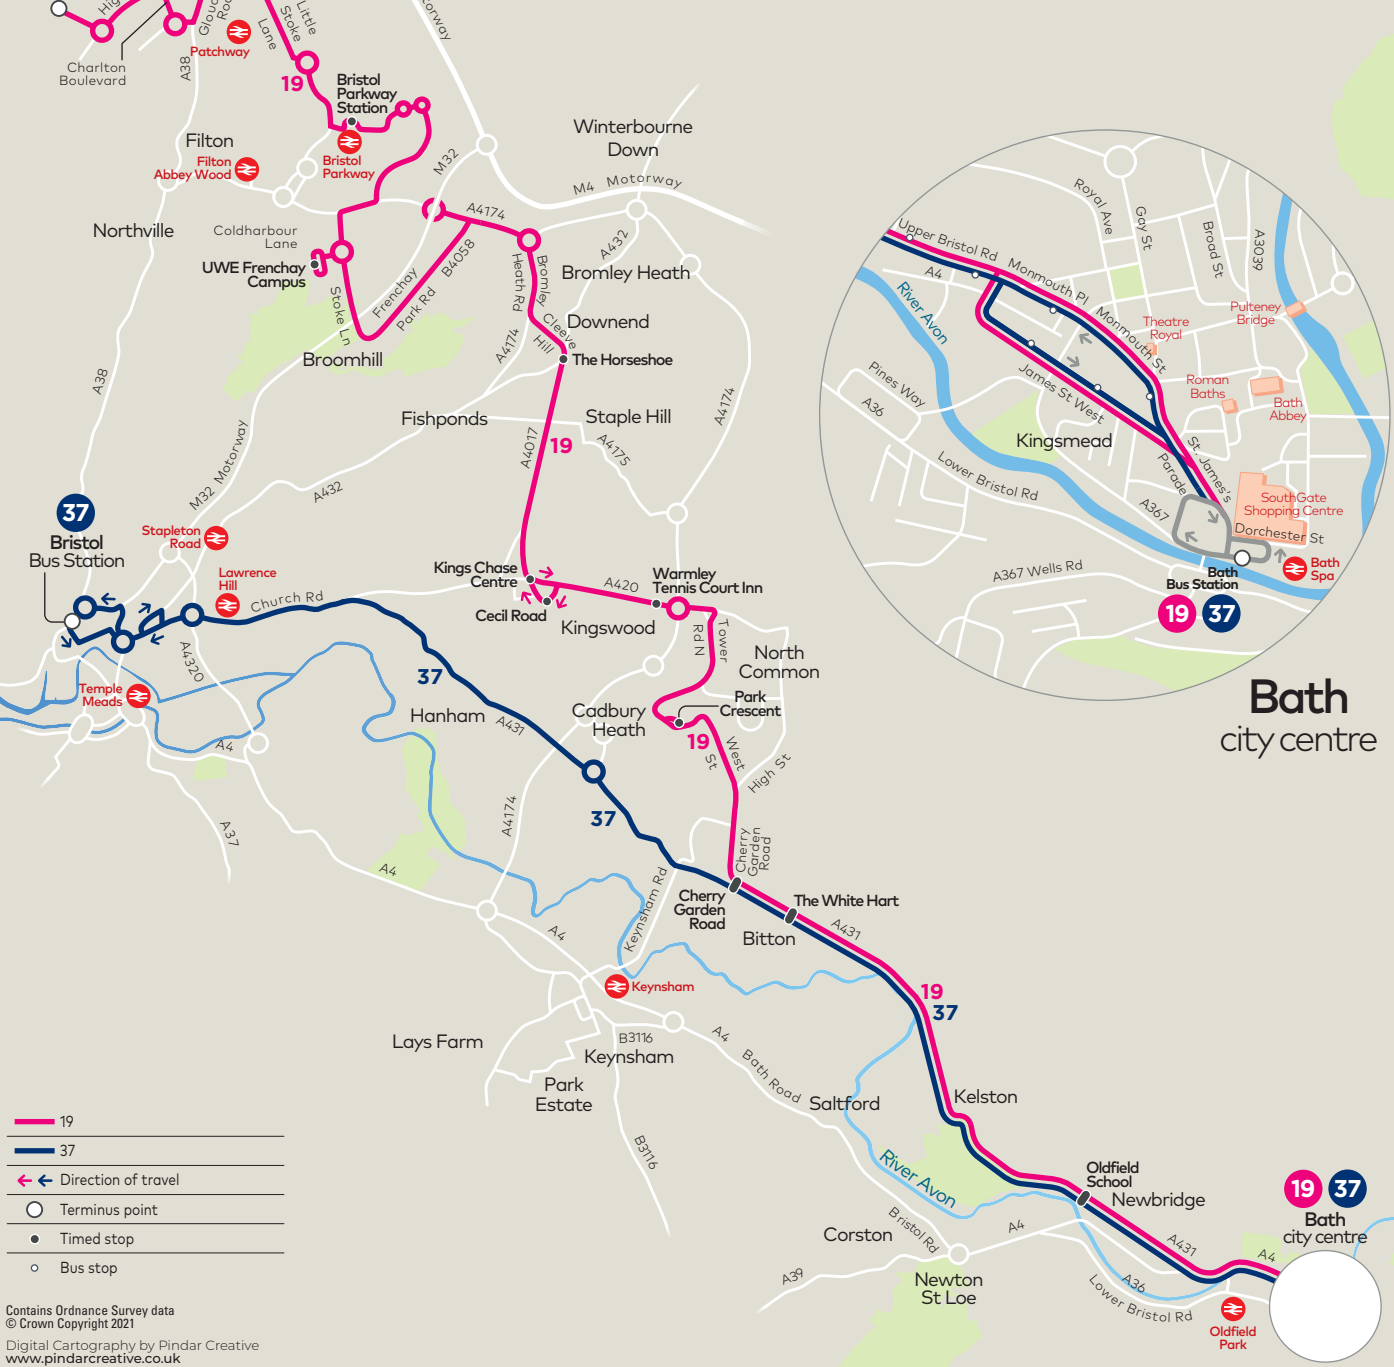 Charlton
Boulevard
A38
Patchway
Stoke
Lane
Little
19
Bristol
Parkway
Station
Filton
Filton
Abbey Wood
Bristol
Parkway
M32
Winterbourne
Down
M4 Motorway
Northville
Coldharbour
Lane
UWE Frenchay
Campus
A4174
A432
Bromley Heath
Bromley
Heath Rd
Stoke Ln
Frenchay
Park Rd
B4058
Broomhill
Cleeve
Hill
Downend
A4174
The Horseshoe
A38
Fishponds
Staple Hill
A4174
A4017
19
A4175
M32 Motorway
A432
37
Bristol
Bus Station
Stapleton
Road
Lawrence
Hill
Church Rd
Kings Chase
Centre
Cecil Road
A420
Warmley
Tennis Court Inn
Kingswood
Tower
Rd N
North
Common
A4320
Temple
Meads
37
Hanham
A431
Cadbury
Heath
Park
Crescent
19
West
St
High St
A4
A37
A4174
37
Cherry
Garden
Road
A4
Keynsham Rd
Cherry
Garden
Road
The White Hart
Bitton
A431
A4
Keynsham
19
37
Lays Farm
B3116
Keynsham
A4
Bath Road
Park
Estate
Saltford
Kelston
B3116
River Avon
Oldfield
School
Newbridge
Corston
Bristol Rd
A4
A39
Newton
St Loe
A36
Lower Bristol Rd
A431
A4
19 37
Bath
city centre
Oldfield
Park
Royal Ave
Gay St
Broad St
A3039
Upper Bristol Rd
A4
Monmouth Pl
Monmouth St
River Avon
Theatre
Royal
Pulteney
Bridge
Pines Way
A36
James St West
Roman
Baths
Bath
Abbey
Kingsmead
Lower Bristol Rd
St. James's
Parade
SouthGate
Shopping Centre
A367
Dorchester St
A367 Wells Rd
Bath
Bus Station
Bath
Spa
19 37
Bath
city centre
19
37
Direction of travel
Terminus point
Timed stop
Bus stop
Contains Ordnance Survey data
© Crown Copyright 2021
Digital Cartography by Pindar Creative
www.pindarcreative.co.uk